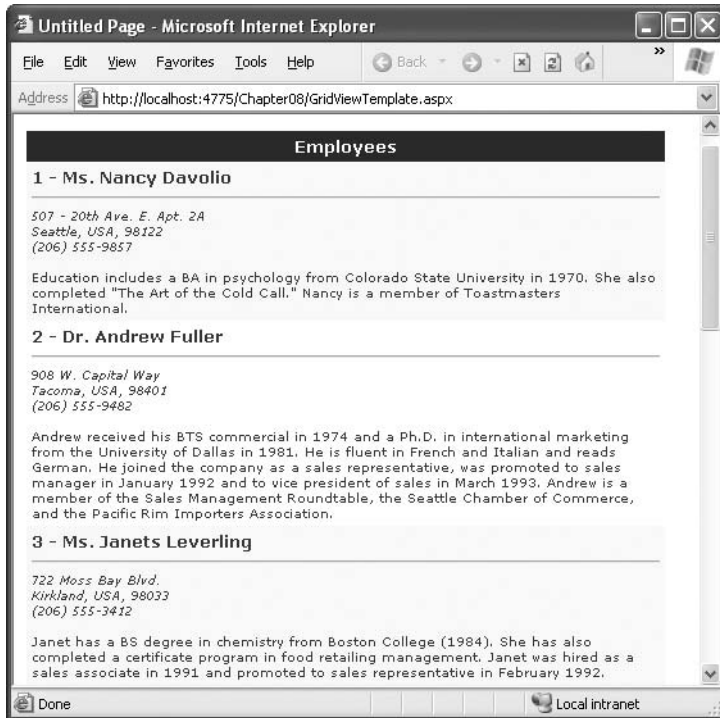 Untitled Page - Microsoft Internet Explorer
File Edit View Favorites Tools Help Back »
Address http://localhost:4775/Chapter08/GridViewTemplate.aspx
Employees
1 - Ms. Nancy Davolio
507 - 20th Ave. E. Apt. 2A
Seattle, USA, 98122
(206) 555-9857
Education includes a BA in psychology from Colorado State University in 1970. She also
completed "The Art of the Cold Call." Nancy is a member of Toastmasters
International.
2 - Dr. Andrew Fuller
908 W. Capital Way
Tacoma, USA, 98401
(206) 555-9482
Andrew received his BTS commercial in 1974 and a Ph.D. in international marketing
from the University of Dallas in 1981. He is fluent in French and Italian and reads
German. He joined the company as a sales representative, was promoted to sales
manager in January 1992 and to vice president of sales in March 1993. Andrew is a
member of the Sales Management Roundtable, the Seattle Chamber of Commerce,
and the Pacific Rim Importers Association.
3 - Ms. Janets Leverling
722 Moss Bay Blvd.
Kirkland, USA, 98033
(206) 555-3412
Janet has a BS degree in chemistry from Boston College (1984). She has also
completed a certificate program in food retailing management. Janet was hired as a
sales associate in 1991 and promoted to sales representative in February 1992.
Done Local intranet